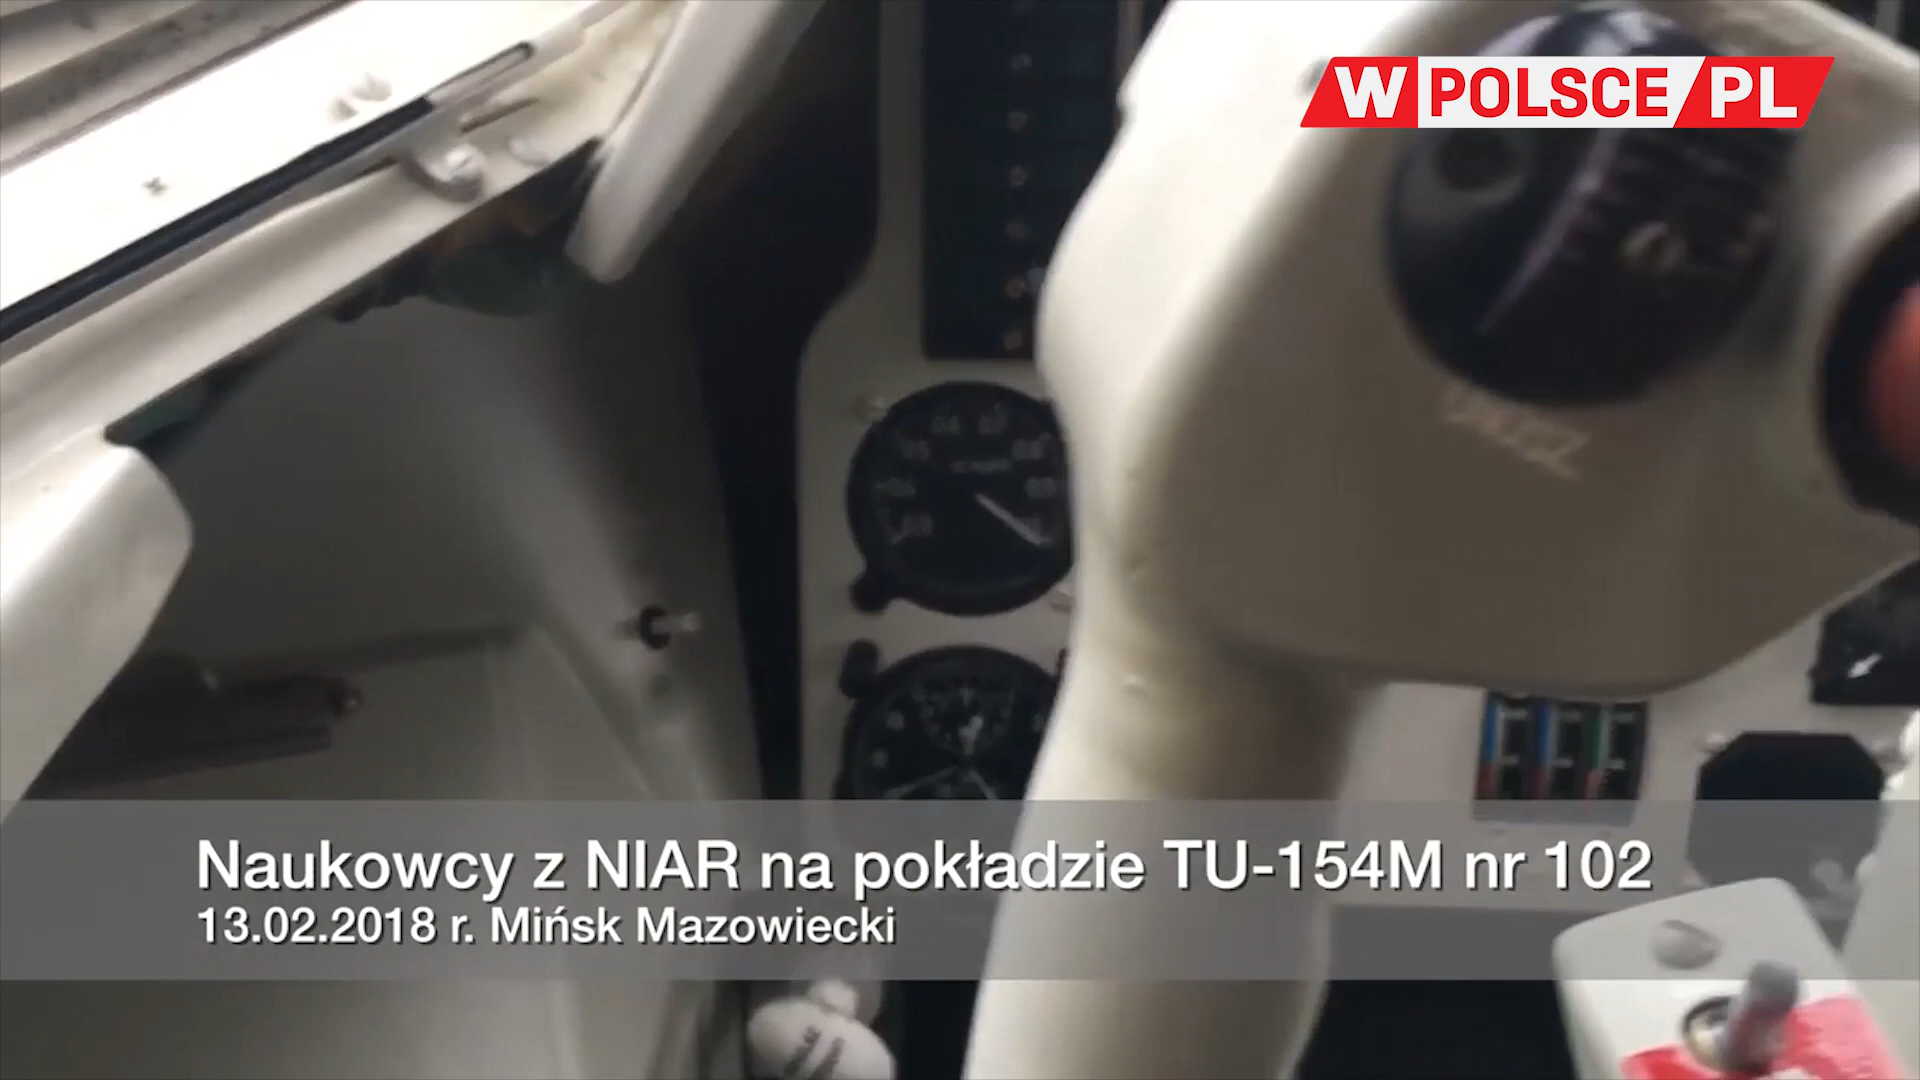 WPOLSCE/PL
Naukowcy z NIAR na pokładzie TU-154M nr 102
13.02.2018 r. Mińsk Mazowiecki